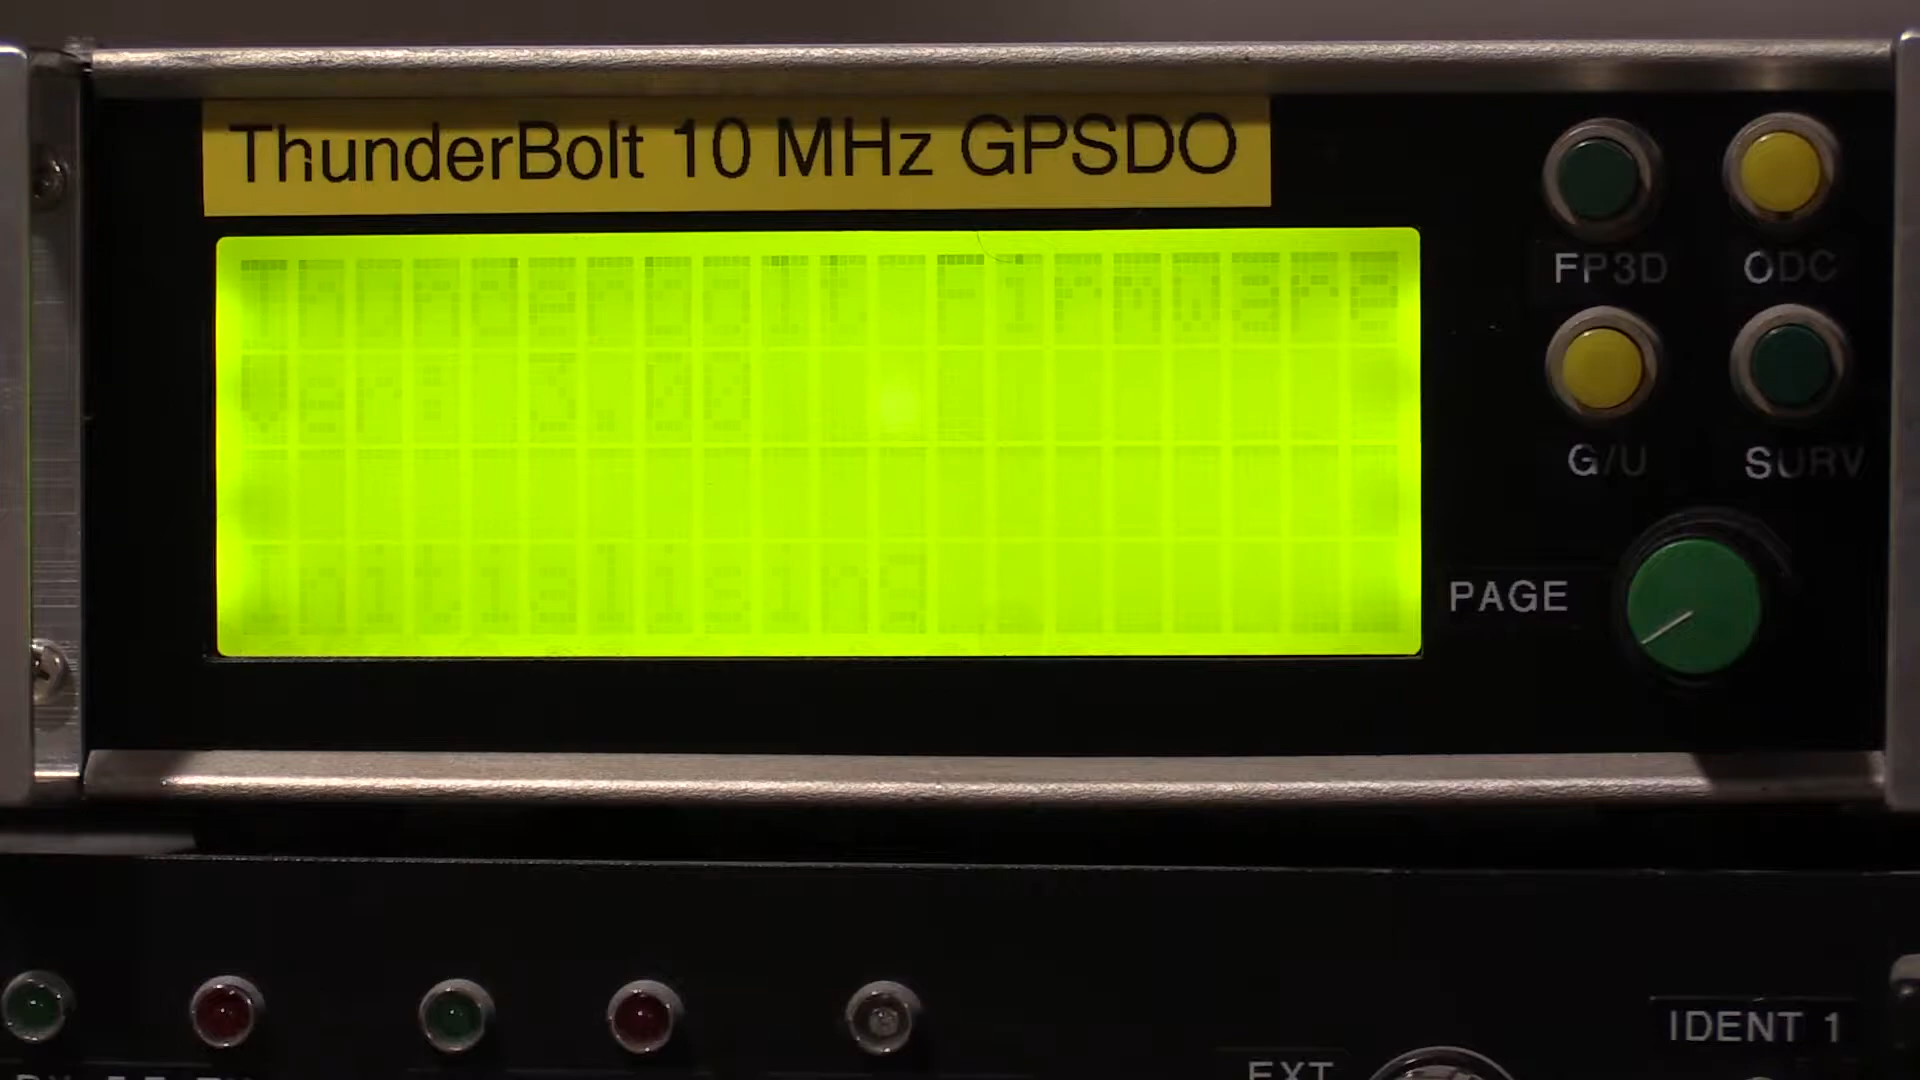 ThunderBolt 10 MHz GPSDO
Thunderbolt Firmware
Ver: 3.00
Initialising
FP3D
ODC
G/U
SURV
PAGE
IDENT 1
EXT